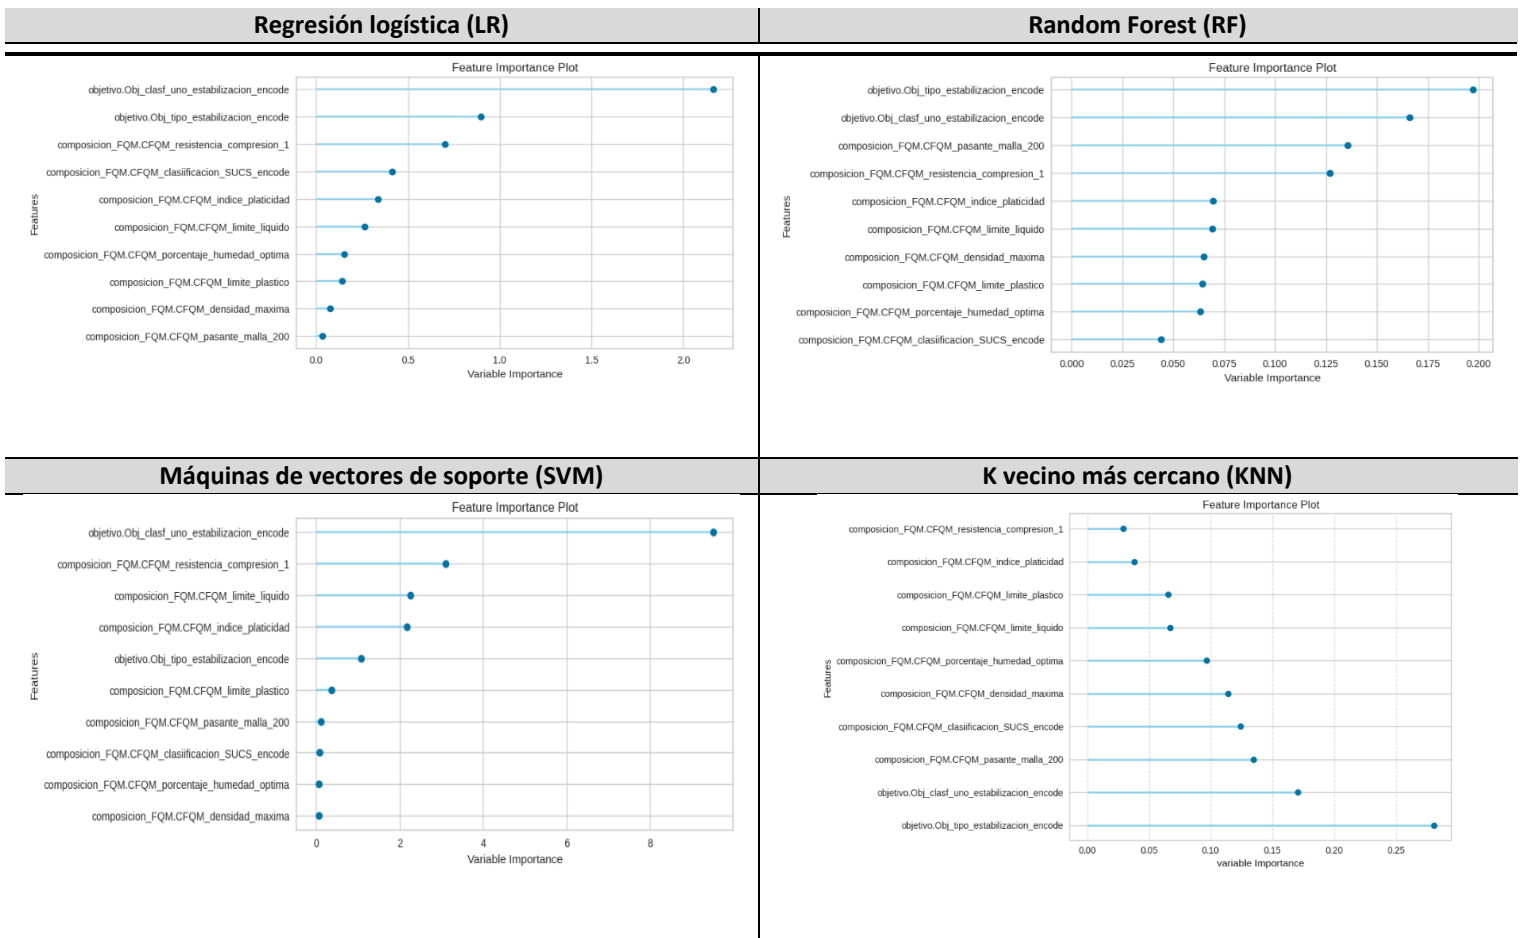 Regresión logística (LR)
Random Forest (RF)
Feature Importance Plot
objetivo.Obj_clasf_uno_estabilizacion_encode
objetivo.Obj_tipo_estabilizacion_encode
composicion_FQM.CFQM_resistencia_compresion_1
composicion_FQM.CFQM_clasiificacion_SUCS_encode
composicion_FQM.CFQM_indice_platicidad
composicion_FQM.CFQM_limite_liquido
composicion_FQM.CFQM_porcentaje_humedad_optima
composicion_FQM.CFQM_limite_plastico
composicion_FQM.CFQM_densidad_maxima
composicion_FQM.CFQM_pasante_malla_200
Features
0.0 0.5 1.0 1.5 2.0
Variable Importance
Feature Importance Plot
objetivo.Obj_tipo_estabilizacion_encode
objetivo.Obj_clasf_uno_estabilizacion_encode
composicion_FQM.CFQM_pasante_malla_200
composicion_FQM.CFQM_resistencia_compresion_1
composicion_FQM.CFQM_indice_platicidad
composicion_FQM.CFQM_limite_liquido
composicion_FQM.CFQM_densidad_maxima
composicion_FQM.CFQM_limite_plastico
composicion_FQM.CFQM_porcentaje_humedad_optima
composicion_FQM.CFQM_clasiificacion_SUCS_encode
Features
0.000 0.025 0.050 0.075 0.100 0.125 0.150 0.175 0.200
Variable Importance
Máquinas de vectores de soporte (SVM)
K vecino más cercano (KNN)
Feature Importance Plot
objetivo.Obj_clasf_uno_estabilizacion_encode
composicion_FQM.CFQM_resistencia_compresion_1
composicion_FQM.CFQM_limite_liquido
composicion_FQM.CFQM_indice_platicidad
objetivo.Obj_tipo_estabilizacion_encode
composicion_FQM.CFQM_limite_plastico
composicion_FQM.CFQM_pasante_malla_200
composicion_FQM.CFQM_clasiificacion_SUCS_encode
composicion_FQM.CFQM_porcentaje_humedad_optima
composicion_FQM.CFQM_densidad_maxima
Features
0 2 4 6 8
Variable Importance
Feature Importance Plot
composicion_FQM.CFQM_resistencia_compresion_1
composicion_FQM.CFQM_indice_platicidad
composicion_FQM.CFQM_limite_plastico
composicion_FQM.CFQM_limite_liquido
composicion_FQM.CFQM_porcentaje_humedad_optima
composicion_FQM.CFQM_densidad_maxima
composicion_FQM.CFQM_clasiificacion_SUCS_encode
composicion_FQM.CFQM_pasante_malla_200
objetivo.Obj_clasf_uno_estabilizacion_encode
objetivo.Obj_tipo_estabilizacion_encode
Features
0.00 0.05 0.10 0.15 0.20 0.25
variable Importance